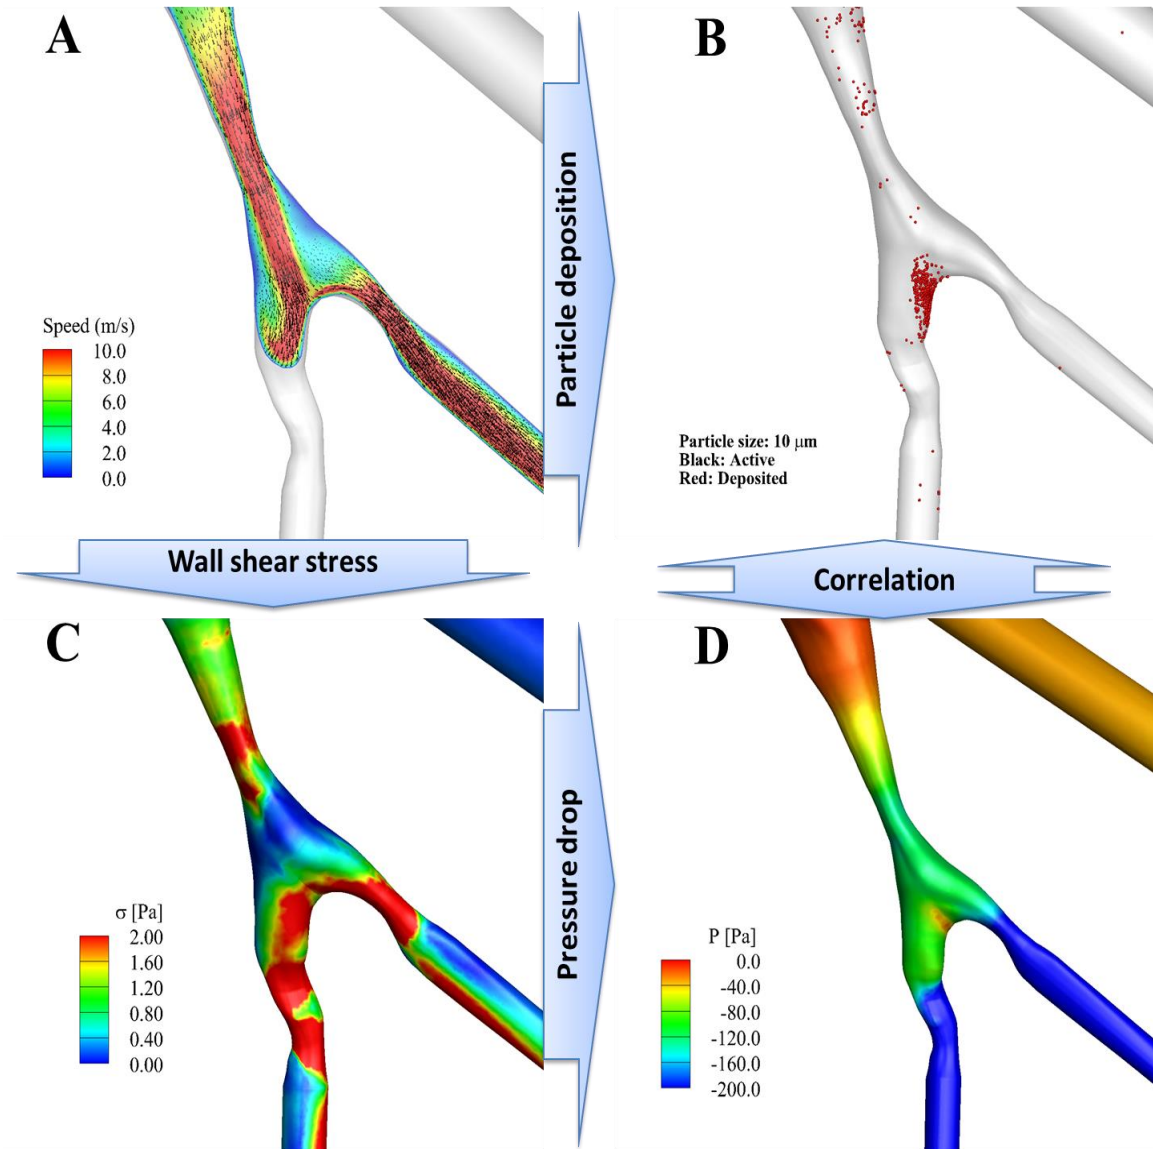 A
Speed (m/s)
10.0
8.0
6.0
4.0
2.0
0.0
Particle deposition
B
Particle size: 10 μm
Black: Active
Red: Deposited
Wall shear stress
Correlation
C
σ [Pa]
2.00
1.60
1.20
0.80
0.40
0.00
Pressure drop
D
P [Pa]
0.0
-40.0
-80.0
-120.0
-160.0
-200.0